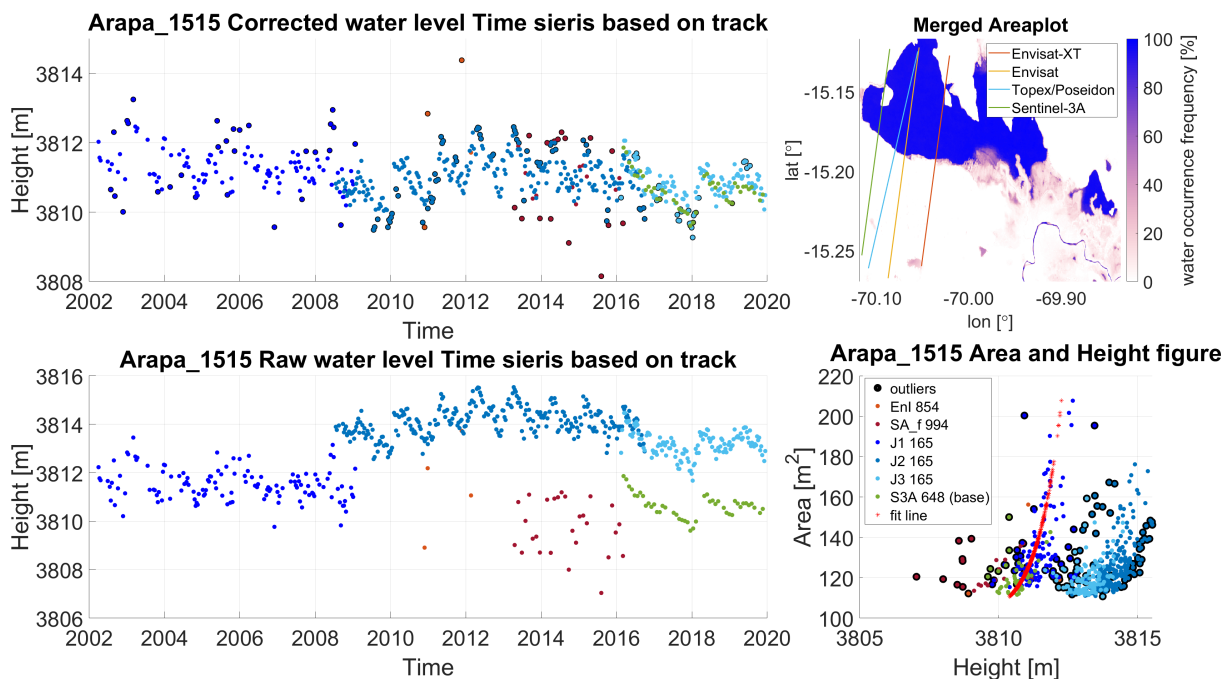 Arapa_1515 Corrected water level Time sieris based on track
Height [m]
3814
3812
3810
3808
2002 2004 2006 2008 2010 2012 2014 2016 2018 2020
Time
Merged Areaplot
Envisat-XT
Envisat
Topex/Poseidon
Sentinel-3A
lat [°]
-15.15
-15.20
-15.25
-70.10 -70.00 -69.90
lon [°]
100
80
60
40
20
0
water occurrence frequency [%]
Arapa_1515 Raw water level Time sieris based on track
Height [m]
3816
3814
3812
3810
3808
3806
2002 2004 2006 2008 2010 2012 2014 2016 2018 2020
Time
Arapa_1515 Area and Height figure
Area [m²]
220
200
180
160
140
120
100
outliers
EnI 854
SA_f 994
J1 165
J2 165
J3 165
S3A 648 (base)
fit line
3805 3810 3815
Height [m]